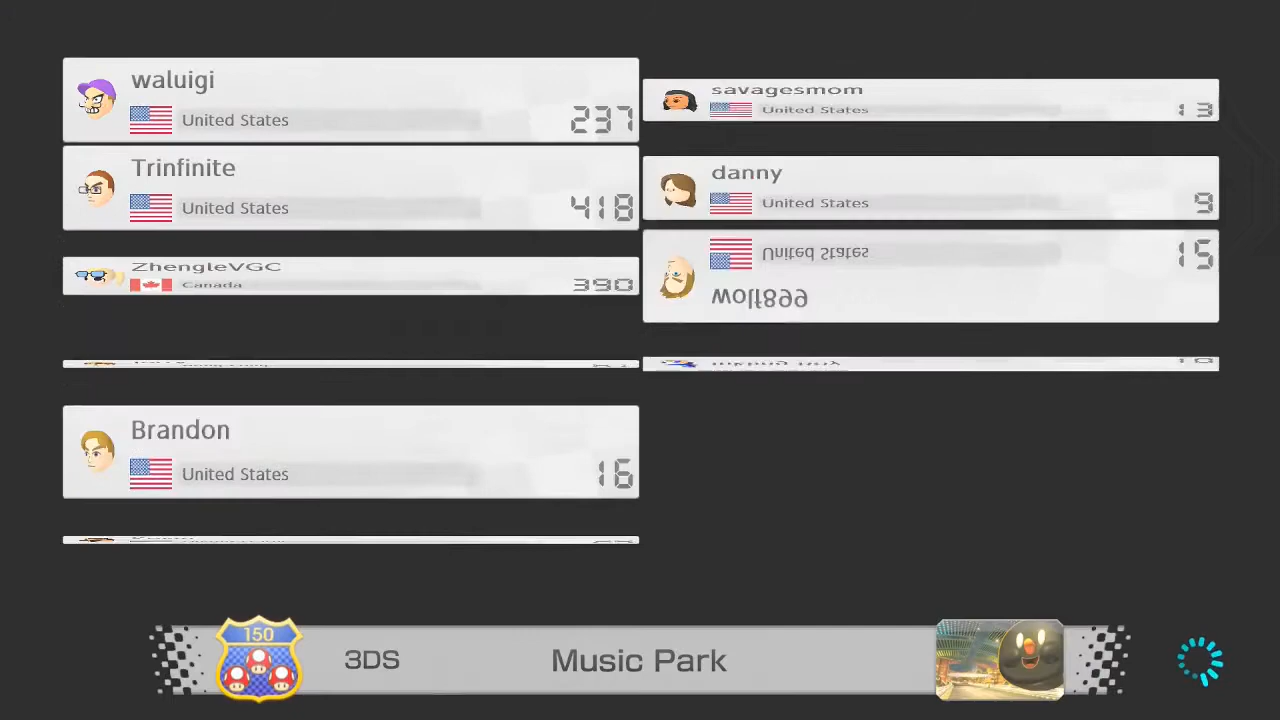 waluigi
United States 237
Trinfinite
United States 418
ZhengleVGC
Canada 390
Brandon
United States 16
savagesmom
United States 13
danny
United States 9
United States 15
wolf899
150 3DS Music Park